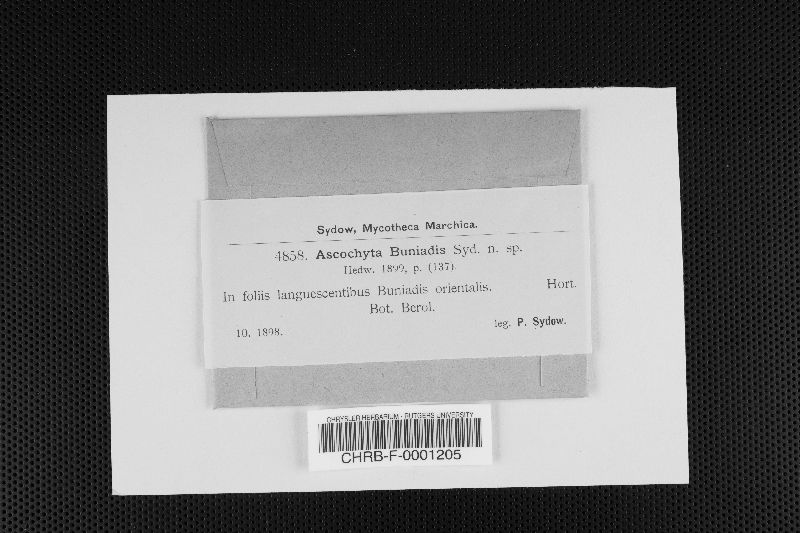 Sydow, Mycotheca Marchica.
4858. Ascochyta Buniadis Syd. n. sp.
Hedw. 1899, p. (137).
In foliis languescentibus Buniadis orientalis. Hort.
Bot. Berol.
10. 1898. leg. P. Sydow.
CHRYSLER HERBARIUM - RUTGERS UNIVERSITY
CHRB-F-0001205